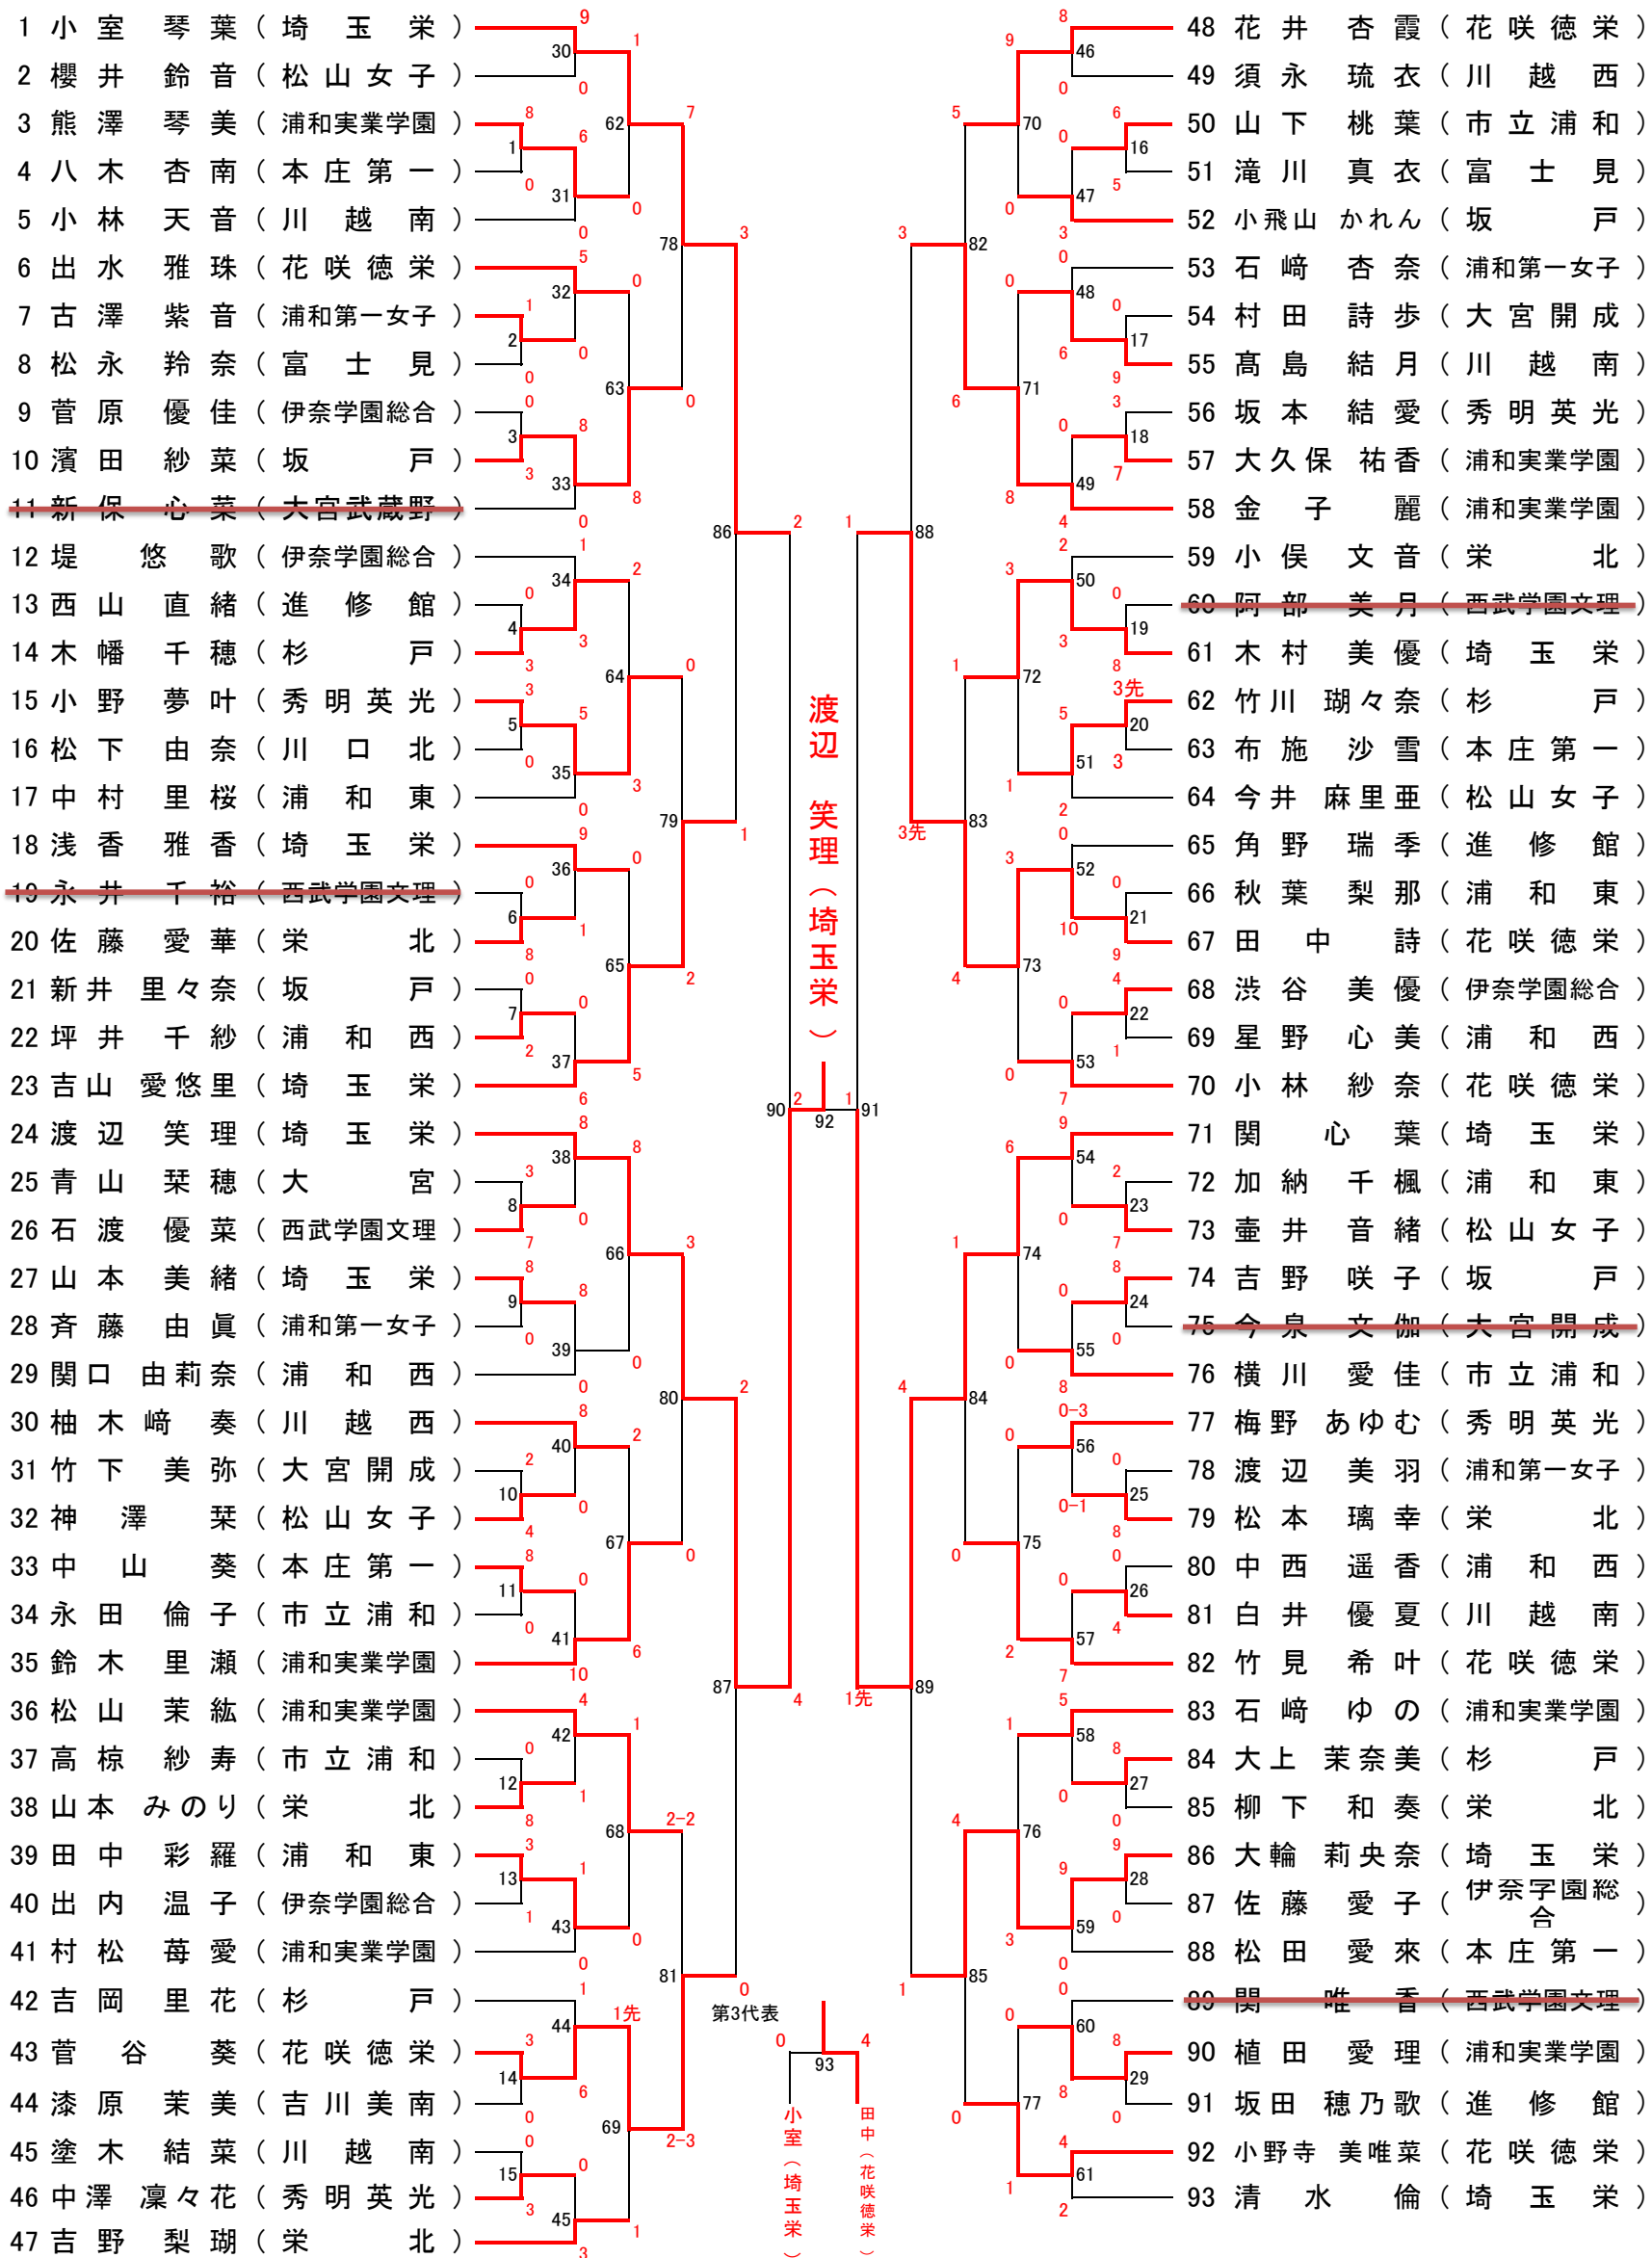 1 小室 琴葉 ( 埼玉栄 )
2 櫻井 鈴音 ( 松山女子 )
3 熊澤 琴美 ( 浦和実業学園 )
4 八木 杏南 ( 本庄第一 )
5 小林 天音 ( 川越南 )
6 出水 雅珠 ( 花咲徳栄 )
7 古澤 紫音 ( 浦和第一女子 )
8 松永 羚奈 ( 富士見 )
9 菅原 優佳 ( 伊奈学園総合 )
10 濱田 紗菜 ( 坂戸 )
11 新保 心菜 ( 大宮武蔵野 )
12 堤 悠歌 ( 伊奈学園総合 )
13 西山 直緒 ( 進修館 )
14 木幡 千穂 ( 杉戸 )
15 小野 夢叶 ( 秀明英光 )
16 松下 由奈 ( 川口北 )
17 中村 里桜 ( 浦和東 )
18 浅香 雅香 ( 埼玉栄 )
19 永井 千裕 ( 西武学園文理 )
20 佐藤 愛華 ( 栄北 )
21 新井 里々奈 ( 坂戸 )
22 坪井 千紗 ( 浦和西 )
23 吉山 愛悠里 ( 埼玉栄 )
24 渡辺 笑理 ( 埼玉栄 )
25 青山 栞穂 ( 大宮 )
26 石渡 優菜 ( 西武学園文理 )
27 山本 美緒 ( 埼玉栄 )
28 斉藤 由眞 ( 浦和第一女子 )
29 関口 由莉奈 ( 浦和西 )
30 柚木﨑 奏 ( 川越西 )
31 竹下 美弥 ( 大宮開成 )
32 神澤 栞 ( 松山女子 )
33 中山 葵 ( 本庄第一 )
34 永田 倫子 ( 市立浦和 )
35 鈴木 里瀬 ( 浦和実業学園 )
36 松山 茉紘 ( 浦和実業学園 )
37 高椋 紗寿 ( 市立浦和 )
38 山本 みのり ( 栄北 )
39 田中 彩羅 ( 浦和東 )
40 出内 温子 ( 伊奈学園総合 )
41 村松 苺愛 ( 浦和実業学園 )
42 吉岡 里花 ( 杉戸 )
43 菅谷 葵 ( 花咲徳栄 )
44 漆原 茉美 ( 吉川美南 )
45 塗木 結菜 ( 川越南 )
46 中澤 凜々花 ( 秀明英光 )
47 吉野 梨瑚 ( 栄北 )
渡辺 笑理(埼玉栄)
90 2 92 1 91
第3代表
0 93 4
小室(埼玉栄)
田中(花咲徳栄)
48 花井 杏霞 ( 花咲徳栄 )
49 須永 琉衣 ( 川越西 )
50 山下 桃葉 ( 市立浦和 )
51 滝川 真衣 ( 富士見 )
52 小飛山 かれん ( 坂戸 )
53 石﨑 杏奈 ( 浦和第一女子 )
54 村田 詩歩 ( 大宮開成 )
55 髙島 結月 ( 川越南 )
56 坂本 結愛 ( 秀明英光 )
57 大久保 祐香 ( 浦和実業学園 )
58 金子 麗 ( 浦和実業学園 )
59 小俣 文音 ( 栄北 )
60 阿部 美月 ( 西武学園文理 )
61 木村 美優 ( 埼玉栄 )
62 竹川 瑚々奈 ( 杉戸 )
63 布施 沙雪 ( 本庄第一 )
64 今井 麻里亜 ( 松山女子 )
65 角野 瑞季 ( 進修館 )
66 秋葉 梨那 ( 浦和東 )
67 田中 詩 ( 花咲徳栄 )
68 渋谷 美優 ( 伊奈学園総合 )
69 星野 心美 ( 浦和西 )
70 小林 紗奈 ( 花咲徳栄 )
71 関 心葉 ( 埼玉栄 )
72 加納 千楓 ( 浦和東 )
73 壷井 音緒 ( 松山女子 )
74 吉野 咲子 ( 坂戸 )
75 今泉 文伽 ( 大宮開成 )
76 横川 愛佳 ( 市立浦和 )
77 梅野 あゆむ ( 秀明英光 )
78 渡辺 美羽 ( 浦和第一女子 )
79 松本 璃幸 ( 栄北 )
80 中西 遥香 ( 浦和西 )
81 白井 優夏 ( 川越南 )
82 竹見 希叶 ( 花咲徳栄 )
83 石﨑 ゆの ( 浦和実業学園 )
84 大上 茉奈美 ( 杉戸 )
85 柳下 和奏 ( 栄北 )
86 大輪 莉央奈 ( 埼玉栄 )
87 佐藤 愛子 ( 伊奈学園総合 )
88 松田 愛來 ( 本庄第一 )
89 関 唯香 ( 西武学園文理 )
90 植田 愛理 ( 浦和実業学園 )
91 坂田 穂乃歌 ( 進修館 )
92 小野寺 美唯菜 ( 花咲徳栄 )
93 清水 倫 ( 埼玉栄 )